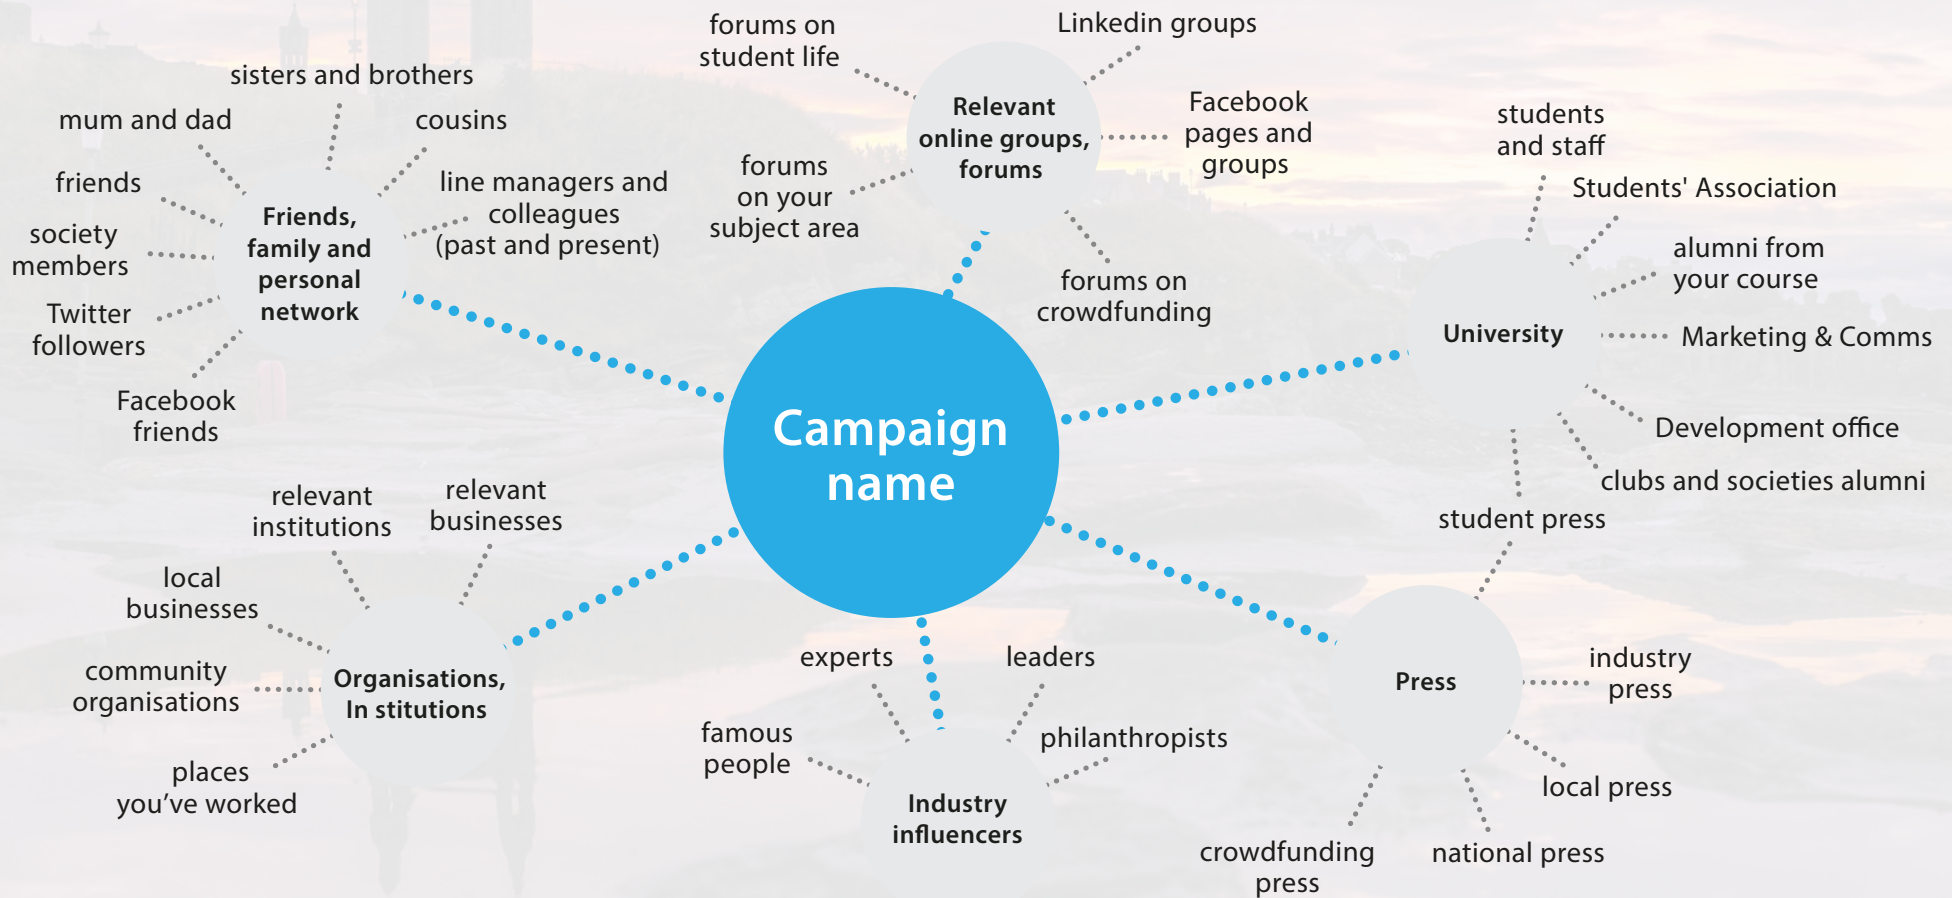 forums on
student life
Linkedin groups
Relevant
online groups,
forums
Facebook
pages and
groups
forums
on your
subject area
forums on
crowdfunding
sisters and brothers
mum and dad
cousins
friends
line managers and
colleagues
(past and present)
Friends,
family and
personal
network
society
members
Twitter
followers
Facebook
friends
students
and staff
Students' Association
alumni from
your course
University
Marketing & Comms
Development office
clubs and societies alumni
student press
Campaign
name
relevant
institutions
relevant
businesses
local
businesses
community
organisations
Organisations,
In stitutions
places
you’ve worked
experts
leaders
famous
people
philanthropists
Industry
influencers
Press
industry
press
local press
national press
crowdfunding
press